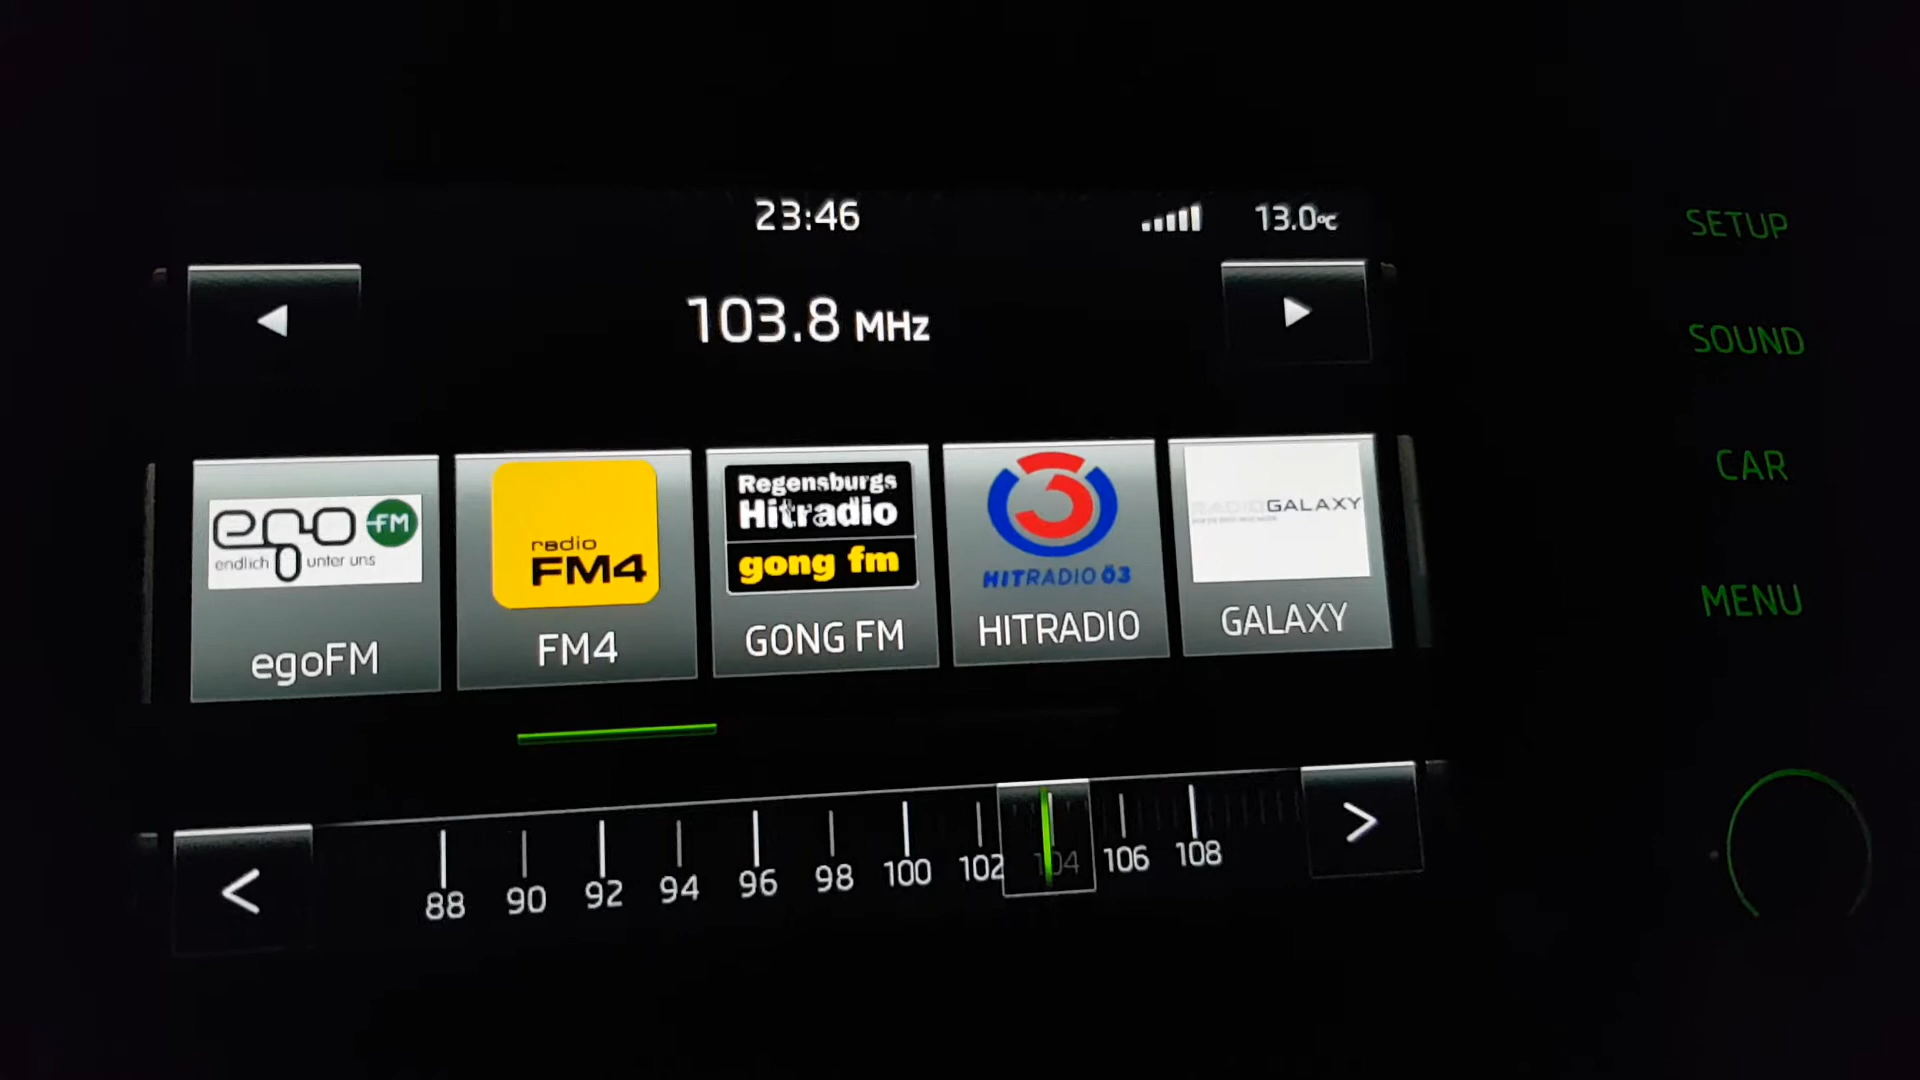 23:46
13.0°C
SETUP
103.8 MHz
SOUND
CAR
ego FM
endlich unter uns
egoFM
radio
FM4
FM4
Regensburgs
Hitradio
gong fm
GONG FM
3
HITRADIO Ö3
HITRADIO
RADIOGALAXY
GALAXY
MENU
88 90 92 94 96 98 100 102 104 106 108